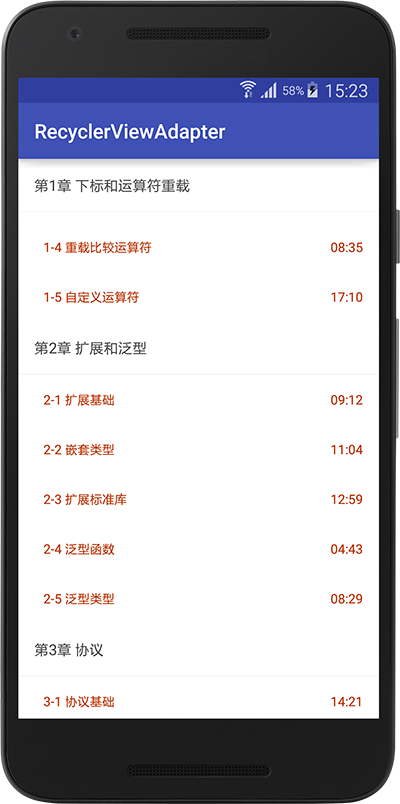 58% 15:23
RecyclerViewAdapter
第1章 下标和运算符重载
1-4 重载比较运算符 08:35
1-5 自定义运算符 17:10
第2章 扩展和泛型
2-1 扩展基础 09:12
2-2 嵌套类型 11:04
2-3 扩展标准库 12:59
2-4 泛型函数 04:43
2-5 泛型类型 08:29
第3章 协议
3-1 协议基础 14:21